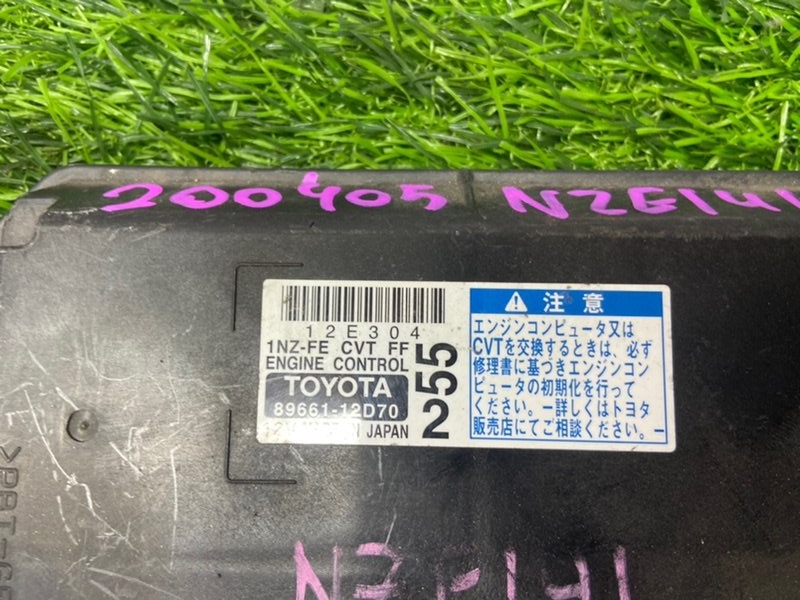 200405 NZE141
12E304
1NZ-FE CVT FF
ENGINE CONTROL
TOYOTA
89661-12D70
12V JAPAN
255
注意
エンジンコンピュータ又は
CVTを交換するときは、必ず
修理書に基づきエンジンコン
ピュータの初期化を行って
ください。ー詳しくはトヨタ
販売店にてご相談ください。ー
NZE141
>PBT-G